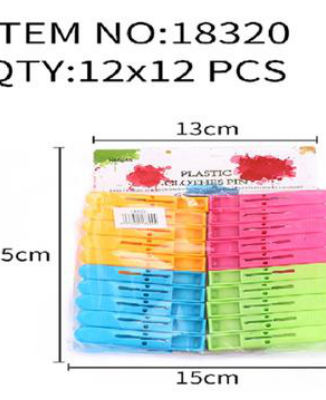 TEM NO:18320
QTY:12x12 PCS
13cm
PLASTIC
CLOTHES PIN
5cm
15cm